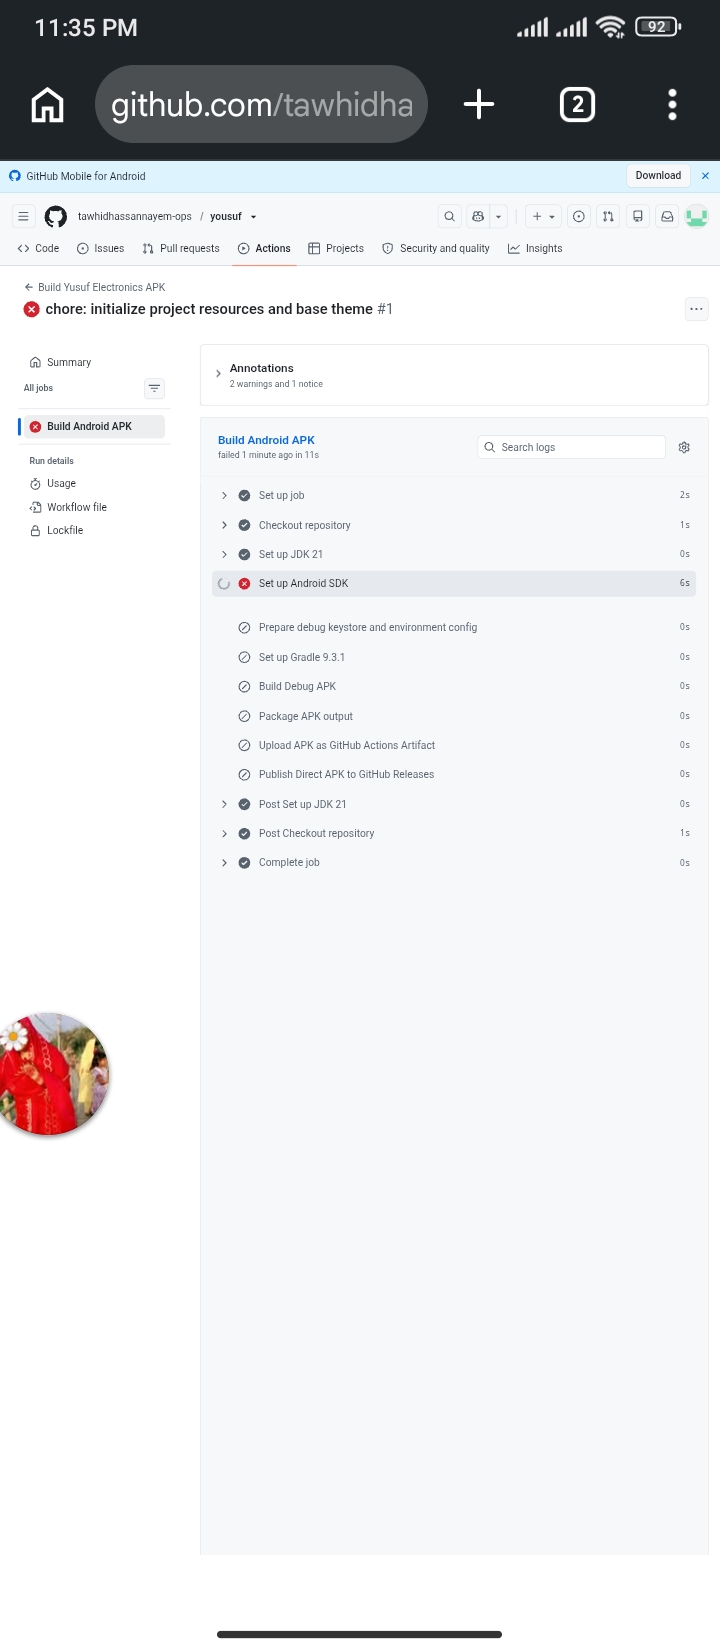 11:35 PM
92
github.com/tawhidha
2
GitHub Mobile for Android
Download
tawhidhassannayem-ops / yousuf
Code
Issues
Pull requests
Actions
Projects
Security and quality
Insights
Build Yusuf Electronics APK
chore: initialize project resources and base theme #1
Summary
All jobs
Build Android APK
Run details
Usage
Workflow file
Lockfile
Annotations
2 warnings and 1 notice
Build Android APK
failed 1 minute ago in 11s
Search logs
Set up job 2s
Checkout repository 1s
Set up JDK 21 0s
Set up Android SDK 6s
Prepare debug keystore and environment config 0s
Set up Gradle 9.3.1 0s
Build Debug APK 0s
Package APK output 0s
Upload APK as GitHub Actions Artifact 0s
Publish Direct APK to GitHub Releases 0s
Post Set up JDK 21 0s
Post Checkout repository 1s
Complete job 0s